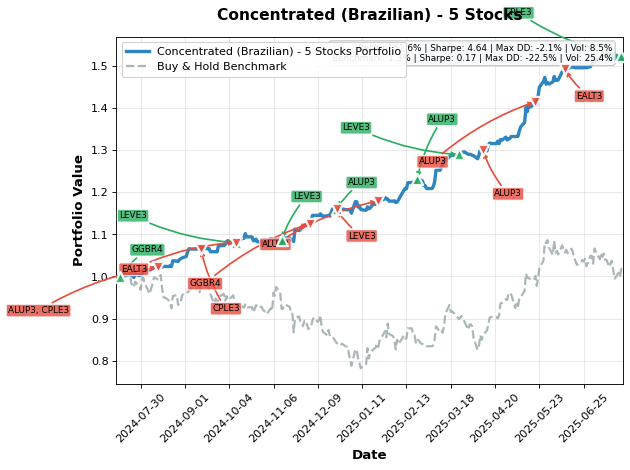 Concentrated (Brazilian) - 5 Stocks
Concentrated (Brazilian) - 5 Stocks Portfolio
Buy & Hold Benchmark
6% | Sharpe: 4.64 | Max DD: -2.1% | Vol: 8.5%
% | Sharpe: 0.17 | Max DD: -22.5% | Vol: 25.4%
Portfolio Value
1.5
1.4
1.3
1.2
1.1
1.0
0.9
0.8
EALT3
ALUP3
LEVE3
ALUP3
ALUP3
ALUP3
LEVE3
LEVE3
LEVE3
GGBR4
EALT3
GGBR4
CPLE3
ALUP3, CPLE3
2024-07-30
2024-09-01
2024-10-04
2024-11-06
2024-12-09
2025-01-11
2025-02-13
2025-03-18
2025-04-20
2025-05-23
2025-06-25
Date